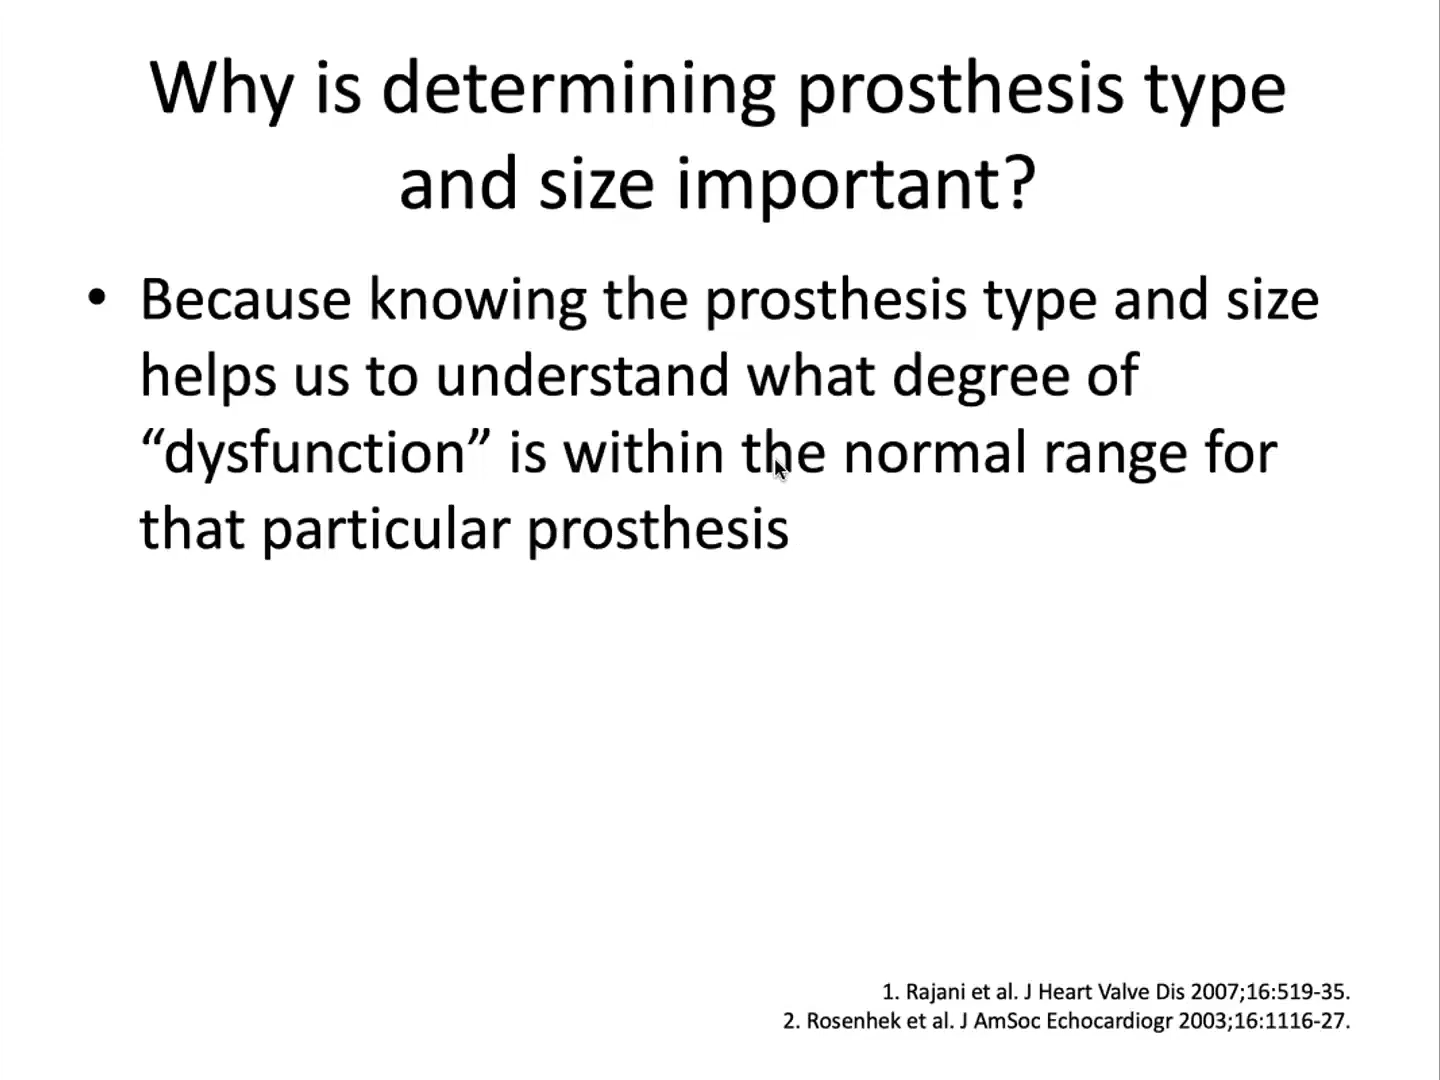 Why is determining prosthesis type
and size important?
• Because knowing the prosthesis type and size
helps us to understand what degree of
“dysfunction” is within the normal range for
that particular prosthesis
1. Rajani et al. J Heart Valve Dis 2007;16:519-35.
2. Rosenhek et al. J AmSoc Echocardiogr 2003;16:1116-27.